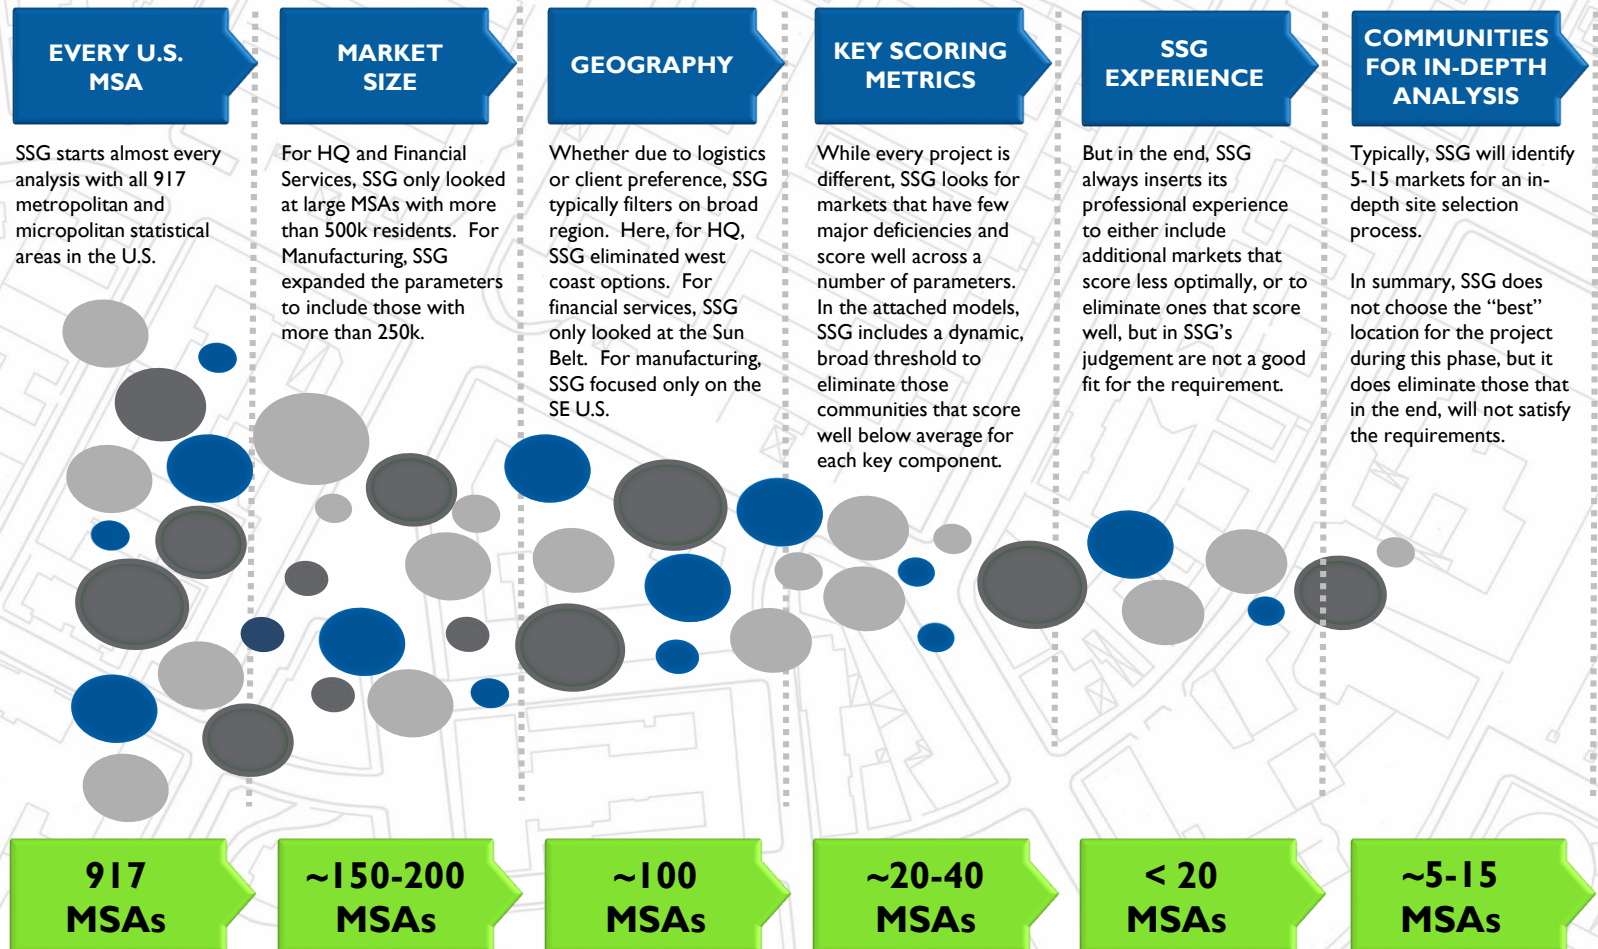 EVERY U.S.
MSA
SSG starts almost every
analysis with all 917
metropolitan and
micropolitan statistical
areas in the U.S.
917
MSAs
MARKET
SIZE
For HQ and Financial
Services, SSG only looked
at large MSAs with more
than 500k residents.  For
Manufacturing, SSG
expanded the parameters
to include those with
more than 250k.
~150-200
MSAs
GEOGRAPHY
Whether due to logistics
or client preference, SSG
typically filters on broad
region.  Here, for HQ,
SSG eliminated west
coast options.  For
financial services, SSG
only looked at the Sun
Belt.  For manufacturing,
SSG focused only on the
SE U.S.
~100
MSAs
KEY SCORING
METRICS
While every project is
different, SSG looks for
markets that have few
major deficiencies and
score well across a
number of parameters.
In the attached models,
SSG includes a dynamic,
broad threshold to
eliminate those
communities that score
well below average for
each key component.
~20-40
MSAs
SSG
EXPERIENCE
But in the end, SSG
always inserts its
professional experience
to either include
additional markets that
score less optimally, or to
eliminate ones that score
well, but in SSG's
judgement are not a good
fit for the requirement.
< 20
MSAs
COMMUNITIES
FOR IN-DEPTH
ANALYSIS
Typically, SSG will identify
5-15 markets for an in-
depth site selection
process.
In summary, SSG does
not choose the “best”
location for the project
during this phase, but it
does eliminate those that
in the end, will not satisfy
the requirements.
~5-15
MSAs